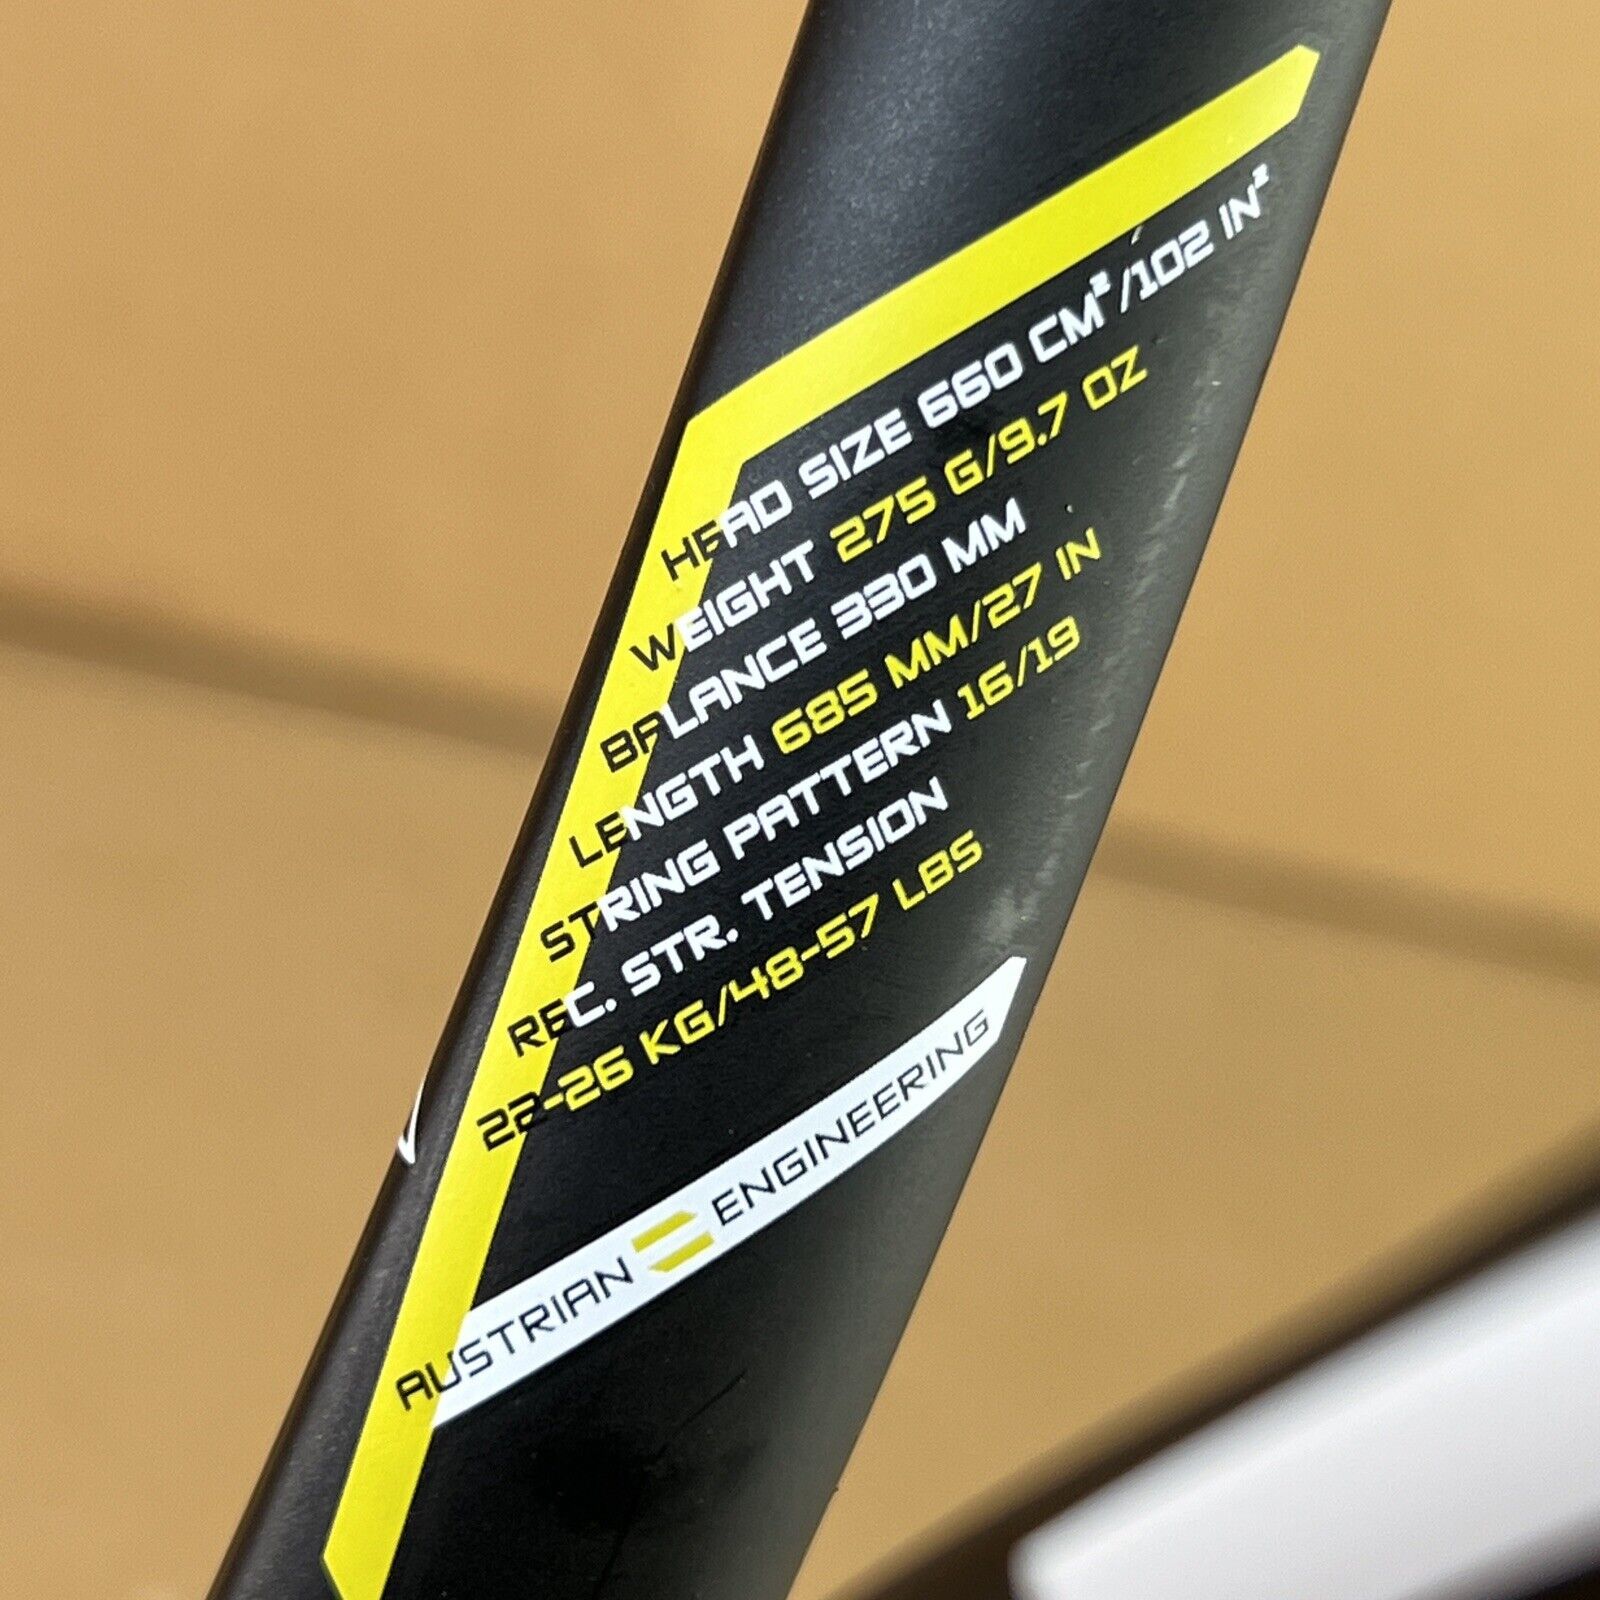 HEAD SIZE 660 CM²/102 IN²
WEIGHT 275 G/9.7 OZ
BALANCE 330 MM
LENGTH 685 MM/27 IN
STRING PATTERN 16/19
REC. STR. TENSION
22-26 KG/48-57 LBS
AUSTRIAN ENGINEERING